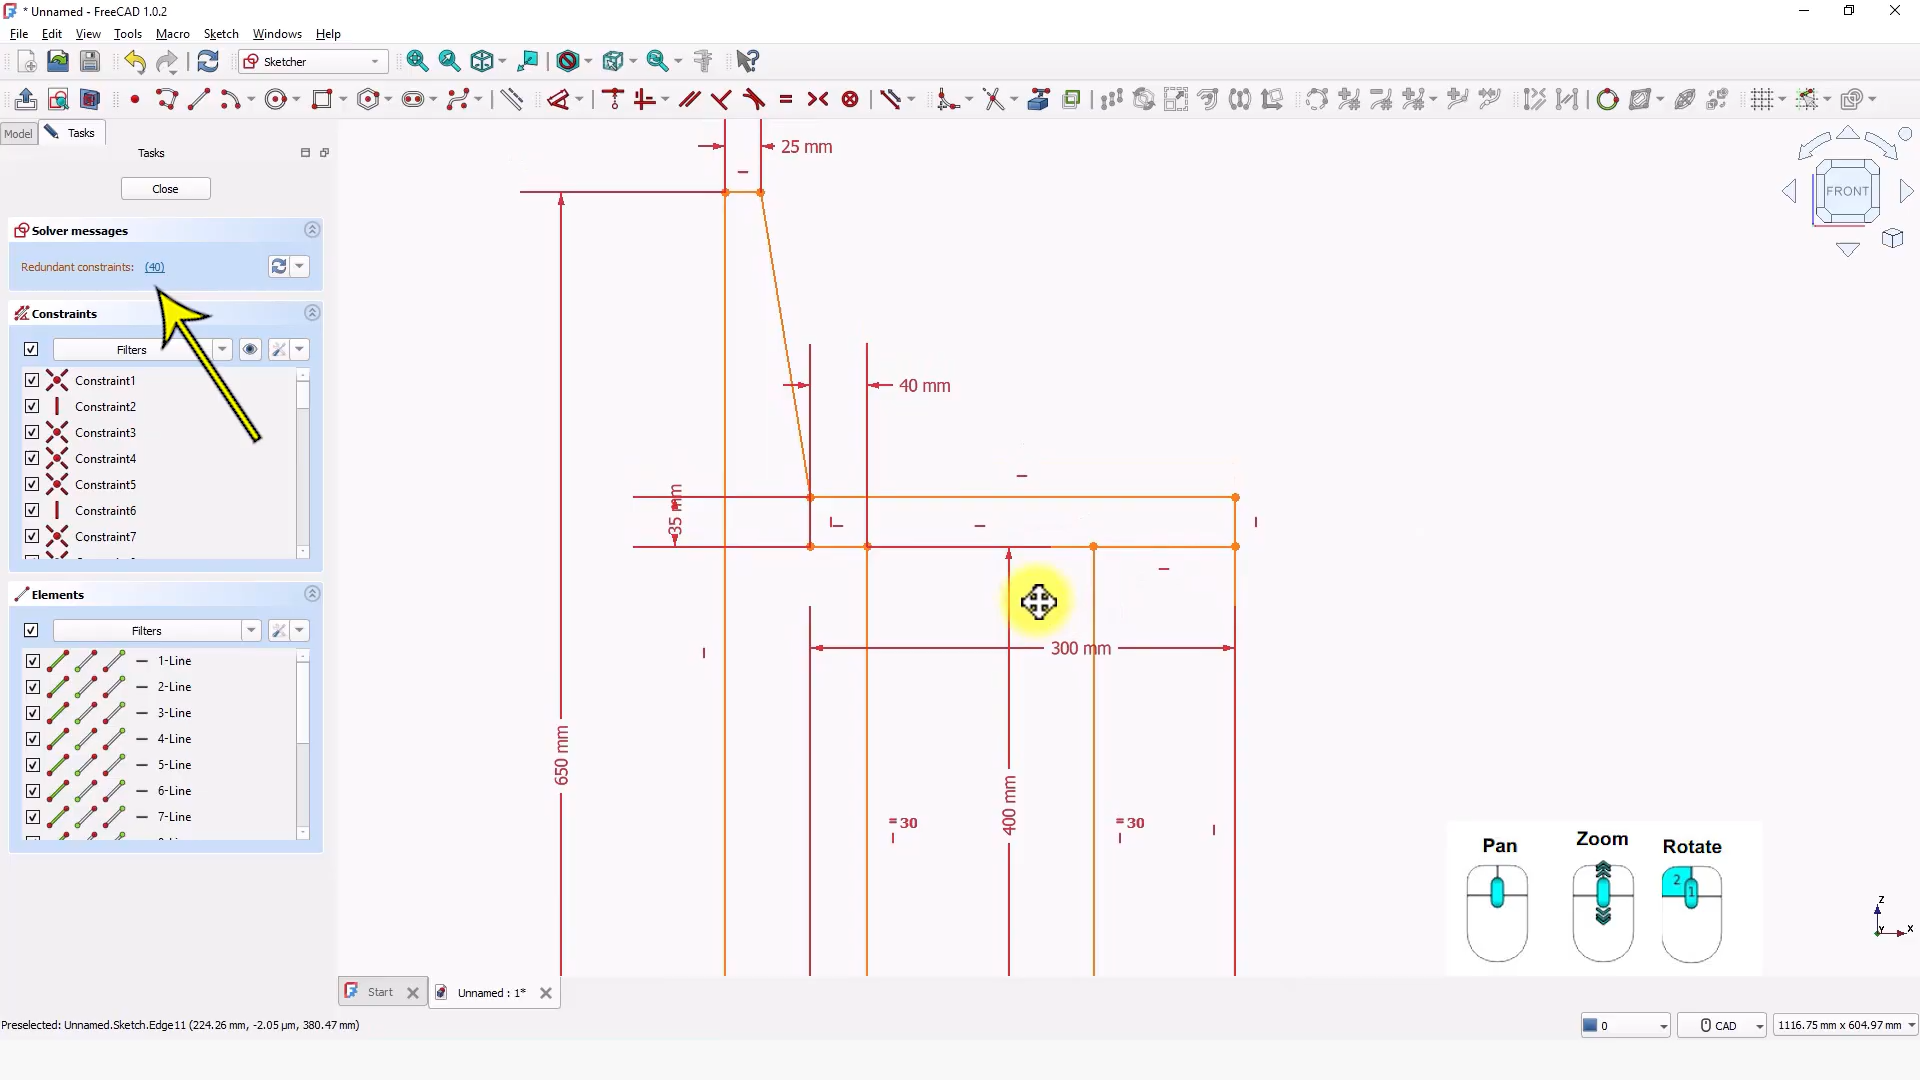 * Unnamed - FreeCAD 1.0.2
File Edit View Tools Macro Sketch Windows Help
Sketcher
Model Tasks
Tasks
Close
Solver messages
Redundant constraints: (40)
Constraints
Filters
Constraint1
Constraint2
Constraint3
Constraint4
Constraint5
Constraint6
Constraint7
Elements
Filters
1-Line
2-Line
3-Line
4-Line
5-Line
6-Line
7-Line
25 mm
40 mm
35 mm
300 mm
650 mm
400 mm
= 30
= 30
FRONT
Pan Zoom Rotate
2 1
Z
Y X
Start Unnamed : 1*
Preselected: Unnamed.Sketch.Edge11 (224.26 mm, -2.05 µm, 380.47 mm)
0 CAD 1116.75 mm x 604.97 mm